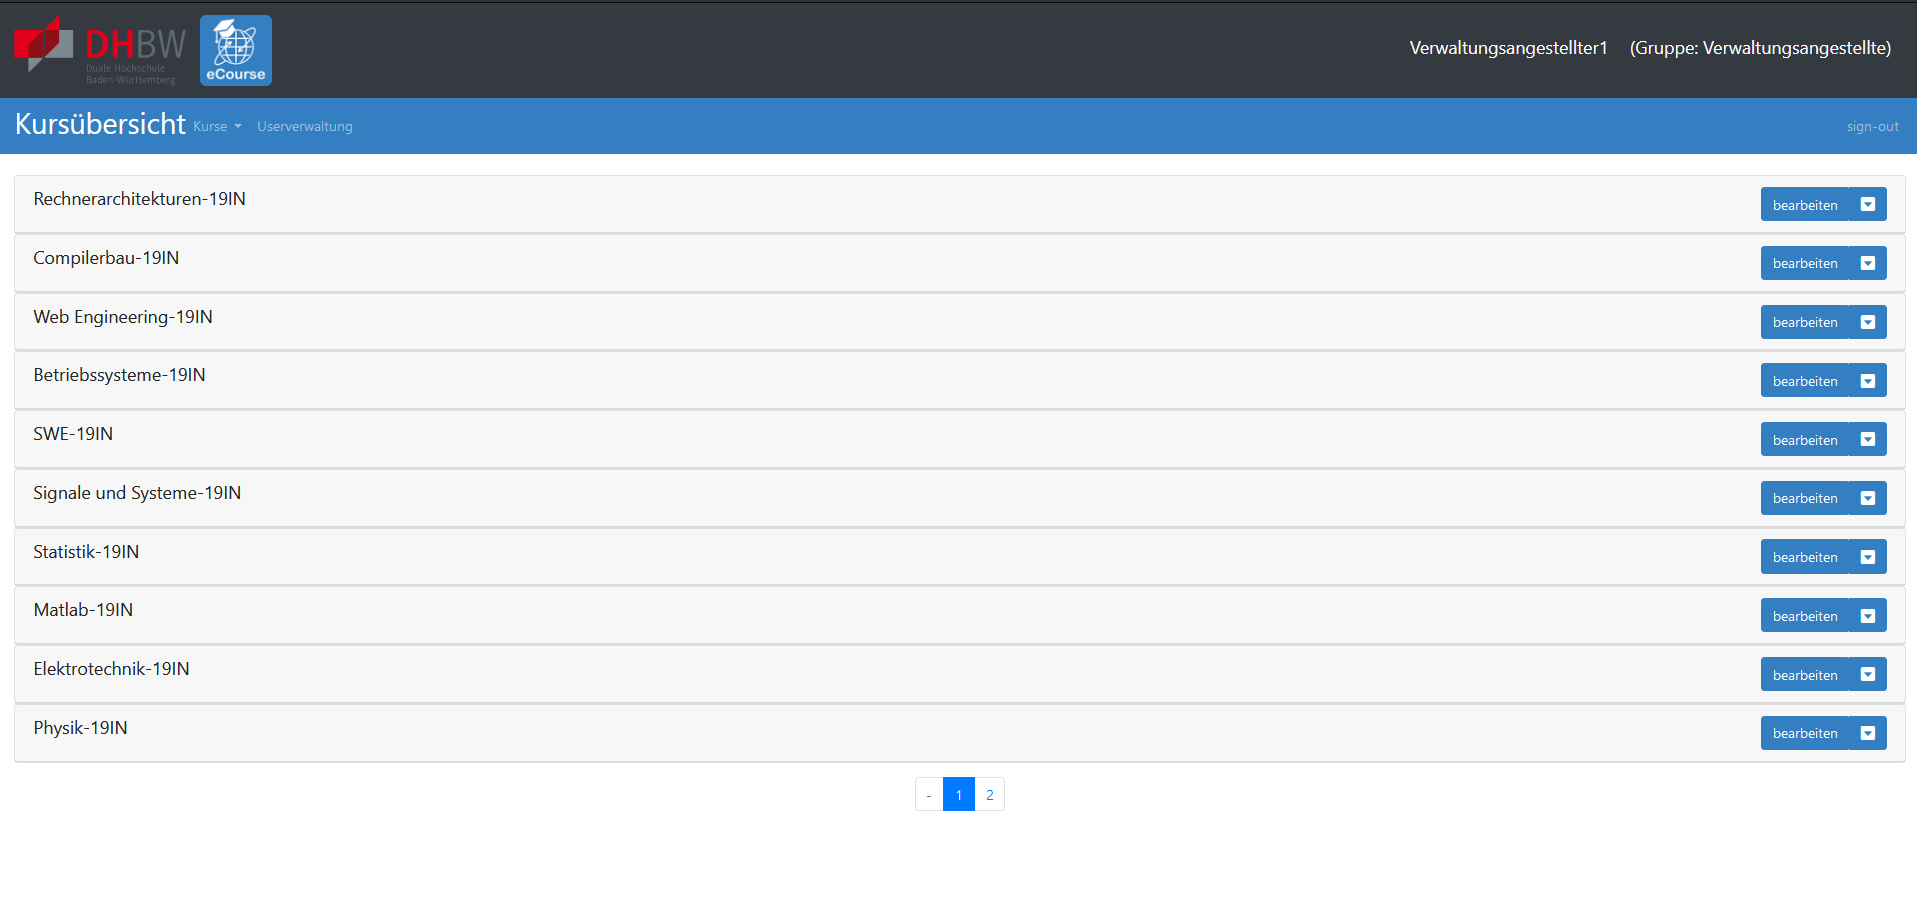 DHBW
Duale Hochschule
Baden-Württemberg
eCourse
Verwaltungsangestellter1 (Gruppe: Verwaltungsangestellte)
Kursübersicht Kurse Userverwaltung sign-out
Rechnerarchitekturen-19IN bearbeiten
Compilerbau-19IN bearbeiten
Web Engineering-19IN bearbeiten
Betriebssysteme-19IN bearbeiten
SWE-19IN bearbeiten
Signale und Systeme-19IN bearbeiten
Statistik-19IN bearbeiten
Matlab-19IN bearbeiten
Elektrotechnik-19IN bearbeiten
Physik-19IN bearbeiten
- 1 2